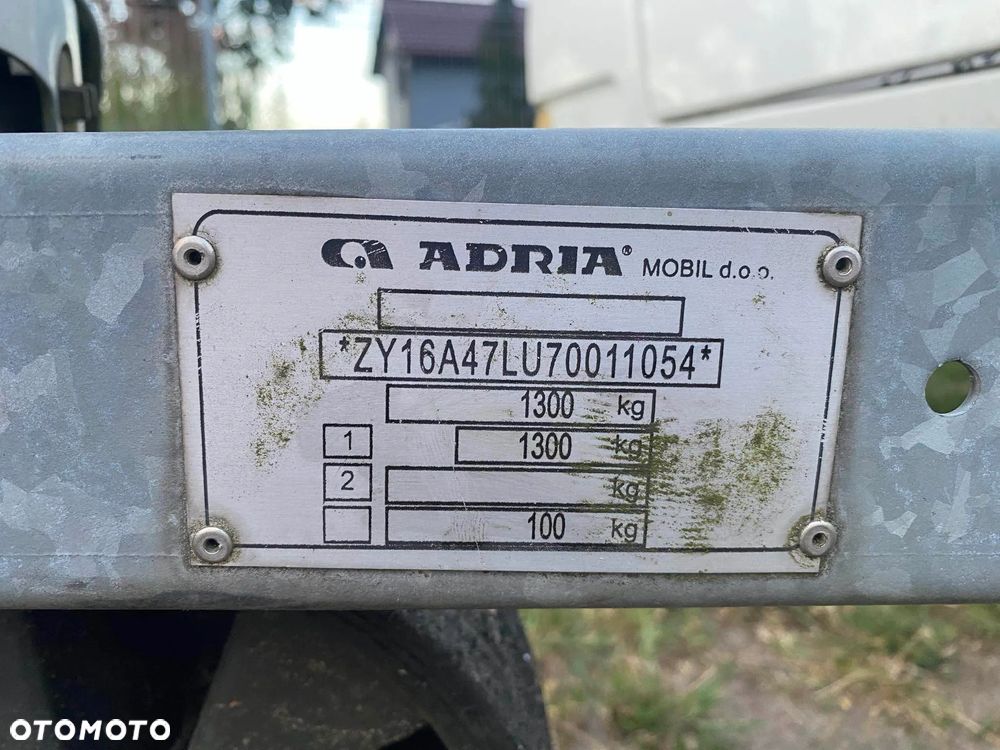 ADRIA® MOBIL d.o.o.
*ZY16A47LU70011054*
1300 kg
1 1300 kg
2 kg
100 kg
OTOMOTO